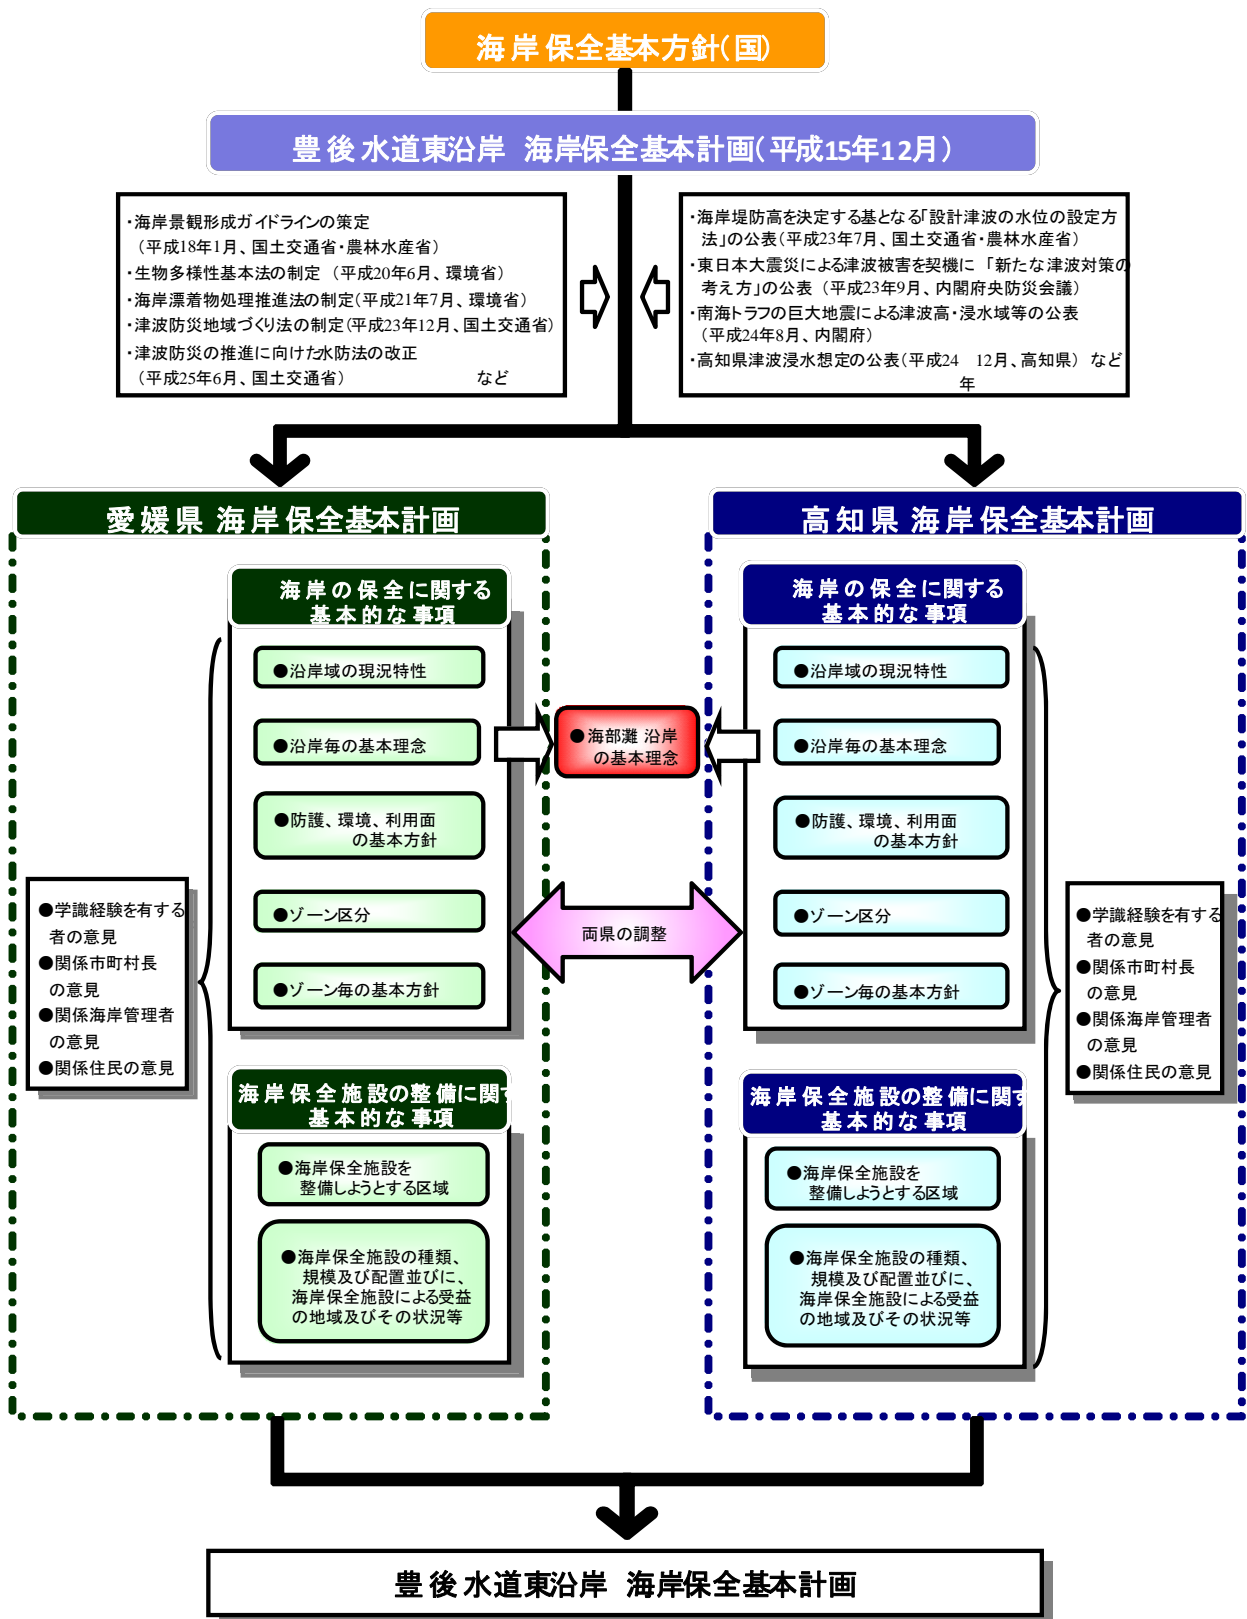 海岸保全基本方針(国)
豊後水道東沿岸 海岸保全基本計画(平成15年12月)
・海岸景観形成ガイドラインの策定
(平成18年1月、国土交通省・農林水産省)
・生物多様性基本法の制定 (平成20年6月、環境省)
・海岸漂着物処理推進法の制定(平成21年7月、環境省)
・津波防災地域づくり法の制定(平成23年12月、国土交通省)
・津波防災の推進に向けた水防法の改正
(平成25年6月、国土交通省) など
・海岸堤防高を決定する基となる「設計津波の水位の設定方
法」の公表(平成23年7月、国土交通省・農林水産省)
・東日本大震災による津波被害を契機に 「新たな津波対策の
考え方」の公表 (平成23年9月、内閣府央防災会議)
・南海トラフの巨大地震による津波高・浸水域等の公表
(平成24年8月、内閣府)
・高知県津波浸水想定の公表(平成24 12月、高知県) など
年
愛媛県 海岸保全基本計画
海岸の保全に関する
基本的な事項
●沿岸域の現況特性
●沿岸毎の基本理念
●防護、環境、利用面
の基本方針
●ゾーン区分
●ゾーン毎の基本方針
●学識経験を有する
者の意見
●関係市町村長
の意見
●関係海岸管理者
の意見
●関係住民の意見
海岸保全施設の整備に関す
基本的な事項
●海岸保全施設を
整備しようとする区域
●海岸保全施設の種類、
規模及び配置並びに、
海岸保全施設による受益
の地域及びその状況等
●海部灘 沿岸
の基本理念
両県の調整
高知県 海岸保全基本計画
海岸の保全に関する
基本的な事項
●沿岸域の現況特性
●沿岸毎の基本理念
●防護、環境、利用面
の基本方針
●ゾーン区分
●ゾーン毎の基本方針
●学識経験を有する
者の意見
●関係市町村長
の意見
●関係海岸管理者
の意見
●関係住民の意見
海岸保全施設の整備に関す
基本的な事項
●海岸保全施設を
整備しようとする区域
●海岸保全施設の種類、
規模及び配置並びに、
海岸保全施設による受益
の地域及びその状況等
豊後水道東沿岸 海岸保全基本計画